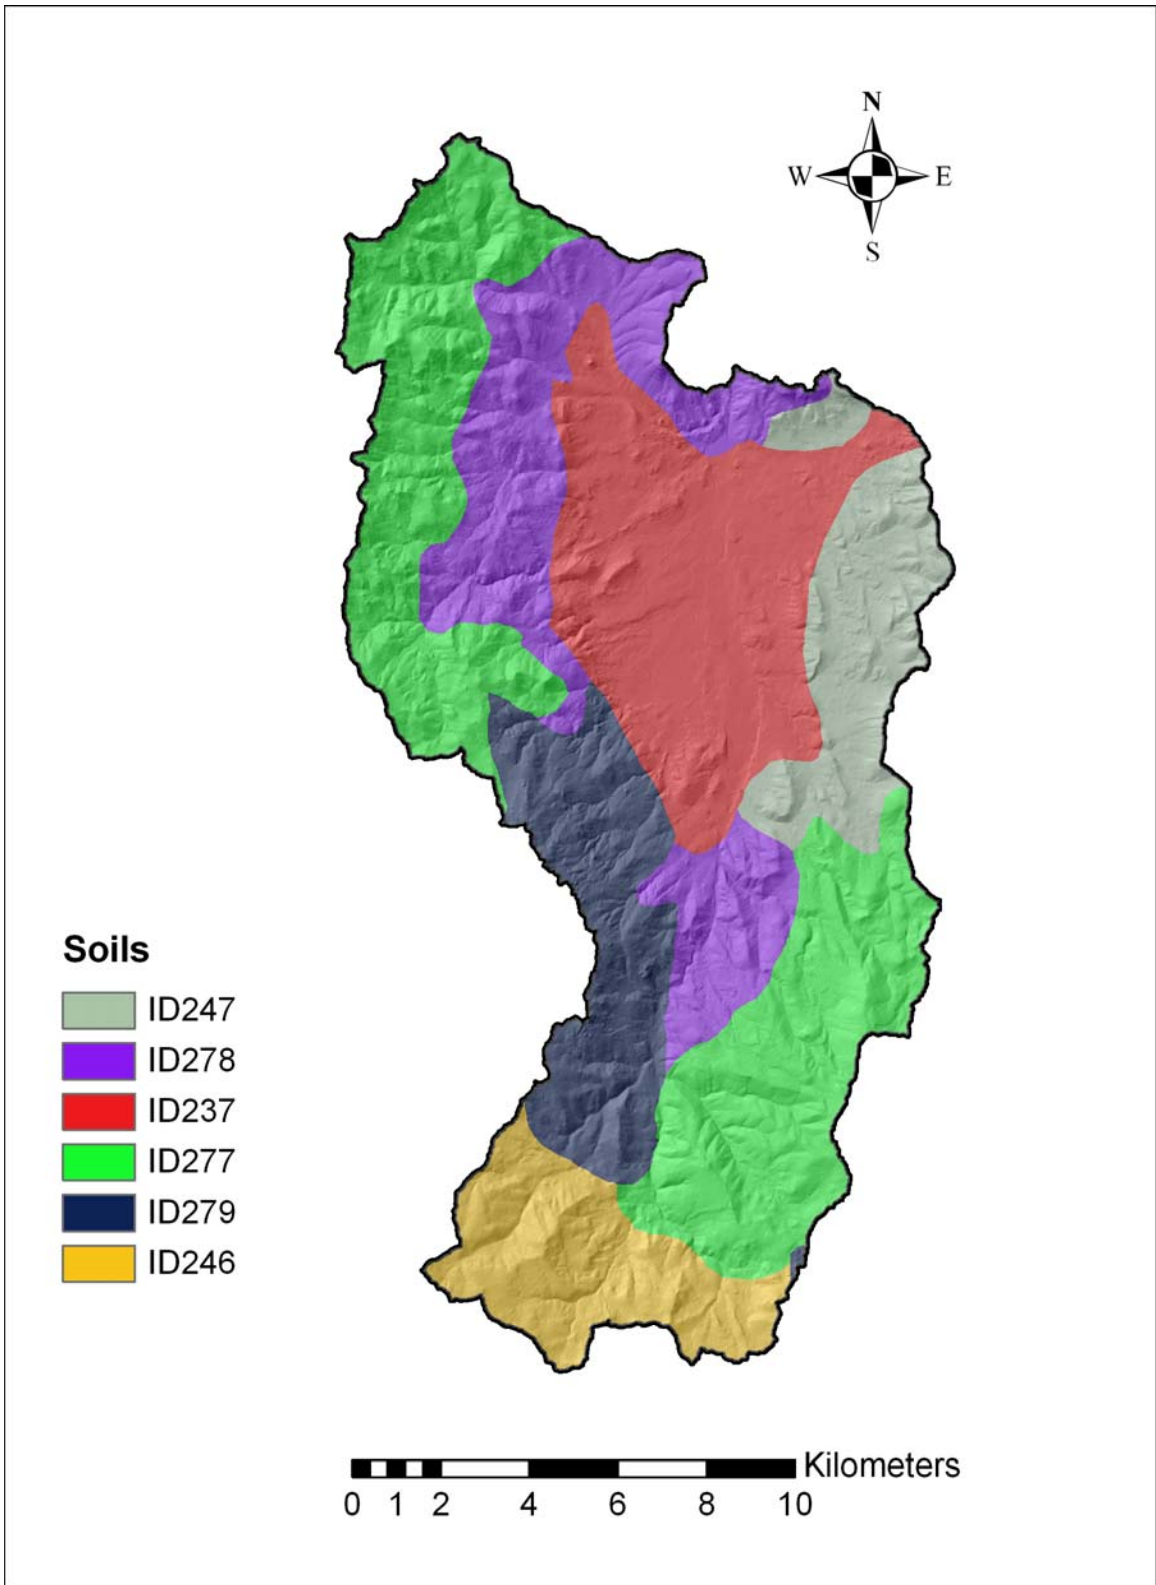 N
W E
S
Soils
ID247
ID278
ID237
ID277
ID279
ID246
Kilometers
0 1 2 4 6 8 10